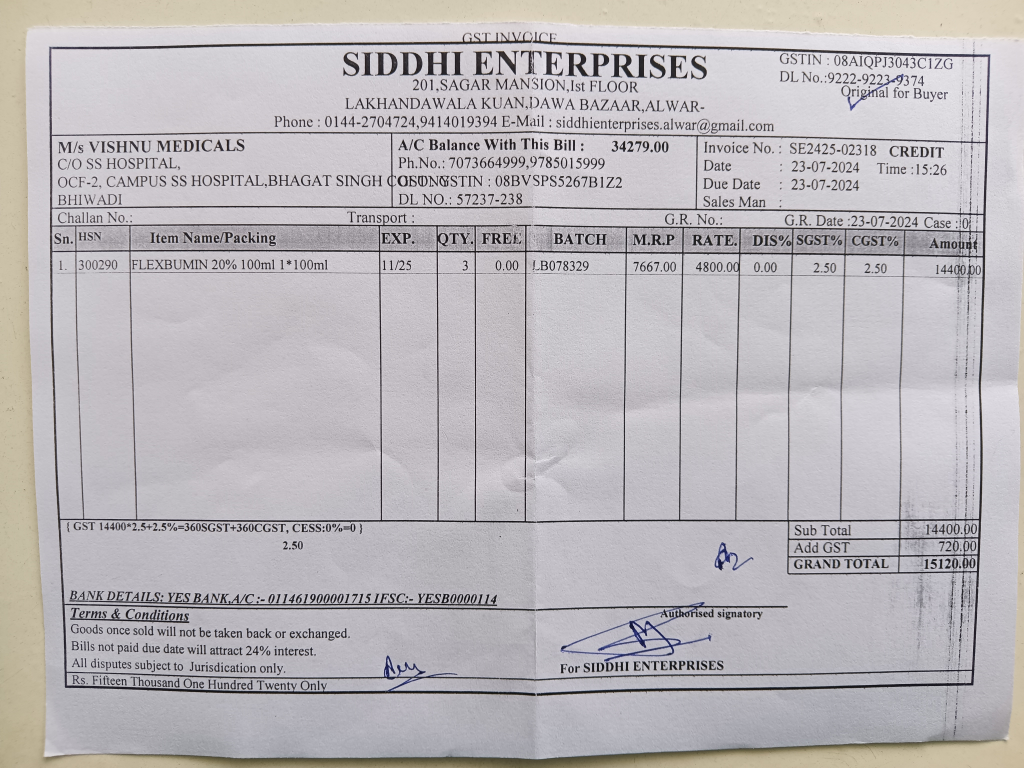 GST INVOICE
SIDDHI ENTERPRISES
201,SAGAR MANSION,Ist FLOOR
LAKHANDAWALA KUAN,DAWA BAZAAR,ALWAR-
Phone : 0144-2704724,9414019394 E-Mail : siddhienterprises.alwar@gmail.com
GSTIN : 08AIQPJ3043C1ZG
DL No.:9222-9223-9374
Original for Buyer
M/s VISHNU MEDICALS
C/O SS HOSPITAL,
OCF-2, CAMPUS SS HOSPITAL,BHAGAT SINGH
BHIWADI
A/C Balance With This Bill : 34279.00
Ph.No.: 7073664999,9785015999
GSTIN : 08BVSPS5267B1Z2
DL NO.: 57237-238
Invoice No. : SE2425-02318 CREDIT
Date : 23-07-2024 Time :15:26
Due Date : 23-07-2024
Sales Man :
Challan No.: Transport : G.R. No.: G.R. Date :23-07-2024 Case : 0
Sn. HSN Item Name/Packing EXP. QTY. FREE BATCH M.R.P RATE. DIS% SGST% CGST% Amount
1. 300290 FLEXBUMIN 20% 100ml 1*100ml 11/25 3 0.00 LB078329 7667.00 4800.00 0.00 2.50 2.50 14400.00
{ GST 14400*2.5+2.5%=360SGST+360CGST, CESS:0%=0 }
2.50
Sub Total 14400.00
Add GST 720.00
GRAND TOTAL 15120.00
BANK DETAILS: YES BANK,A/C :- 011461900001715 IFSC:- YESB0000114
Terms & Conditions
Goods once sold will not be taken back or exchanged.
Bills not paid due date will attract 24% interest.
All disputes subject to Jurisdication only.
Rs. Fifteen Thousand One Hundred Twenty Only
Authorised signatory
For SIDDHI ENTERPRISES